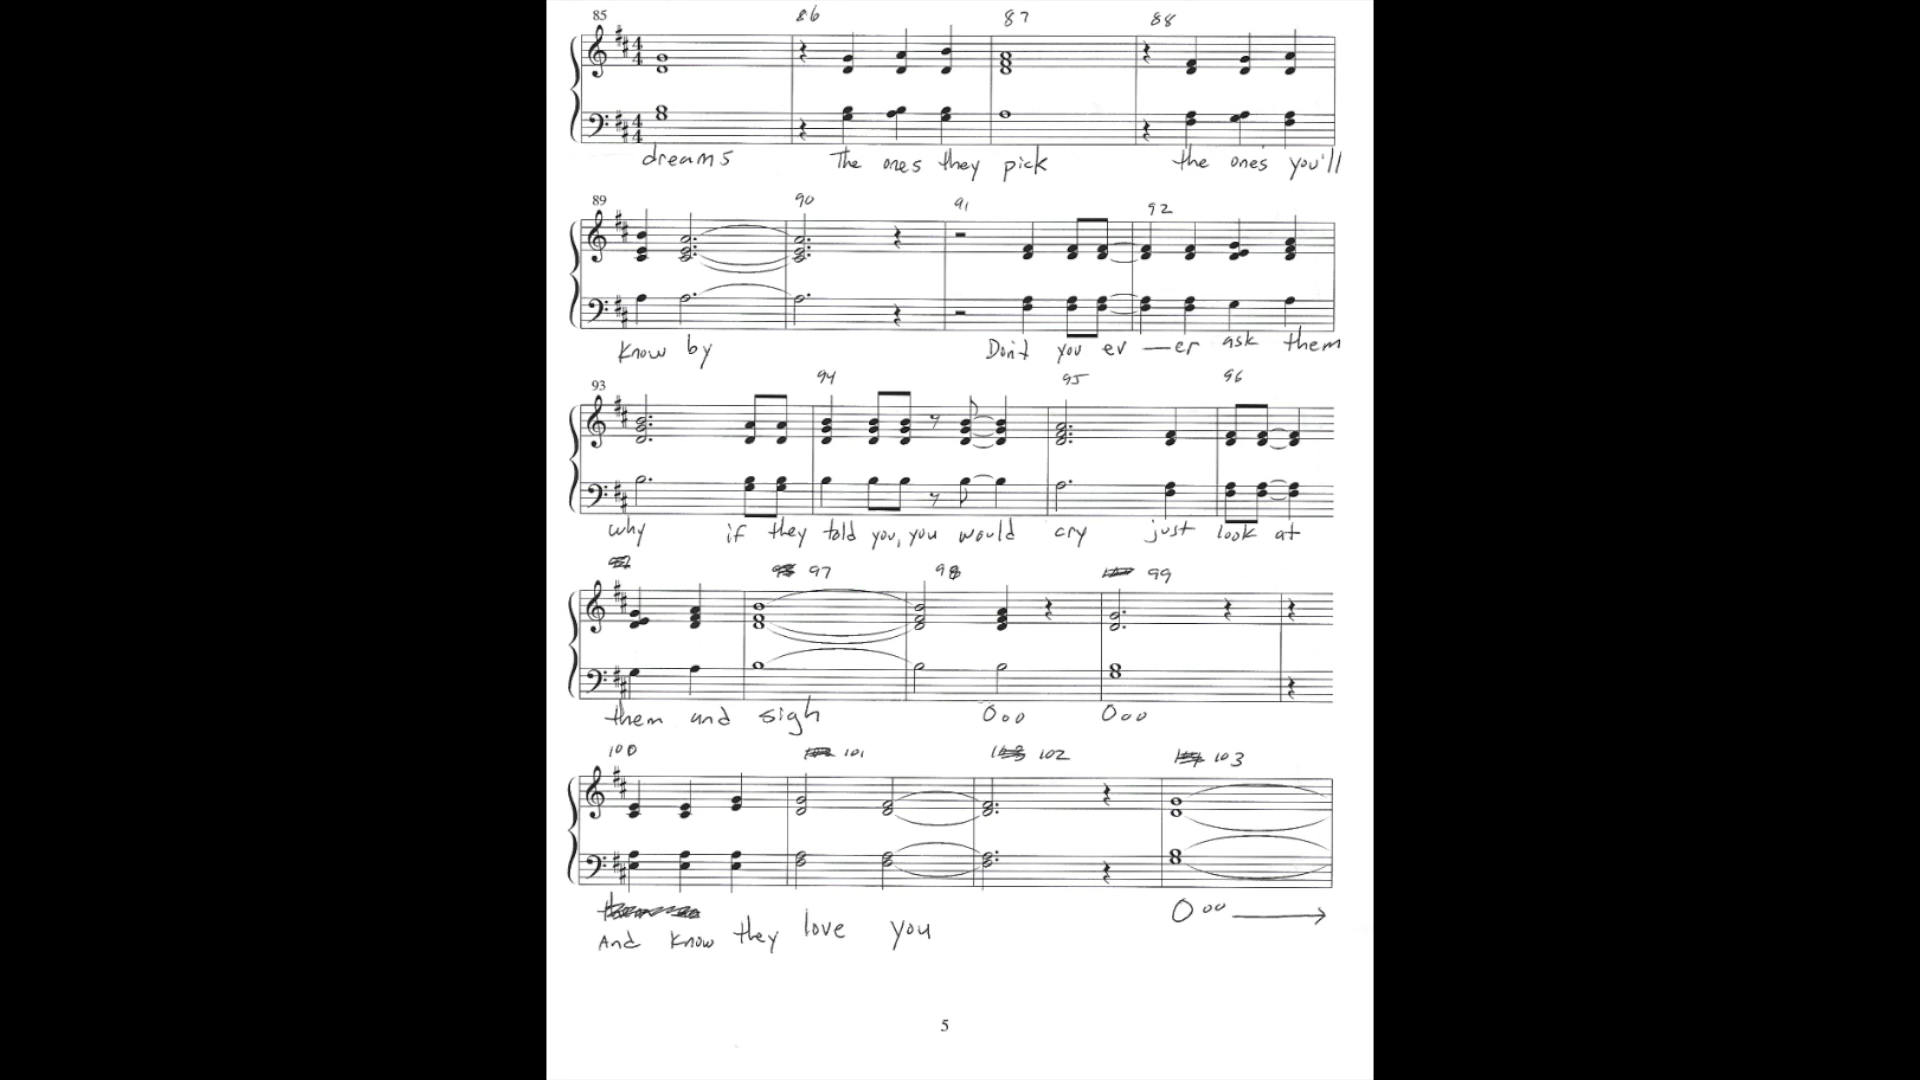 85 86 87 88
dreams The ones they pick the one's you'll
89 90 91 92
Know by Don't you ev —er ask them
93 94 95 96
why if they told you, you would cry just look at
97 98 99
them and sigh Ooo Ooo
100 101 102 103
And Know they love you Ooo
5